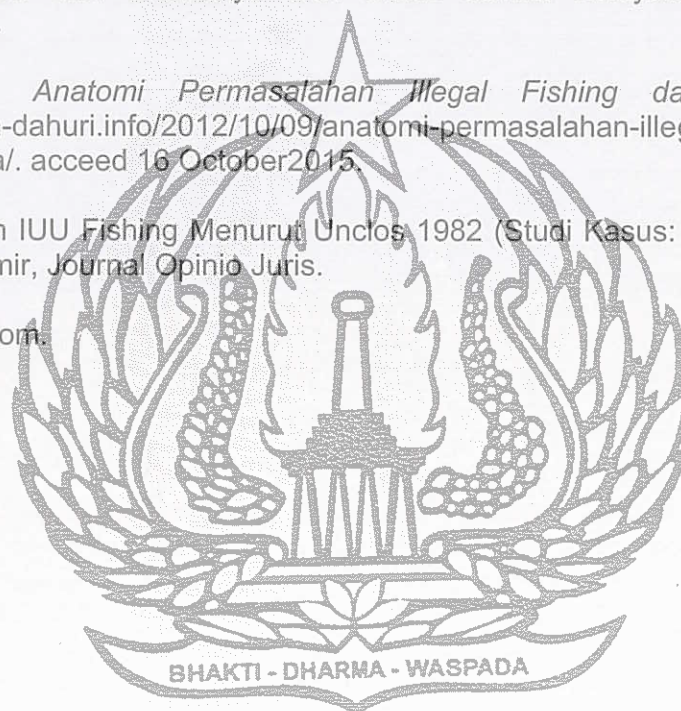 Anatomi Permasalahan Illegal Fishing da
-dahuri.info/2012/10/09/anatomi-permasalahan-illeg
a/. acceed 16 October2015.
n IUU Fishing Menurut Unclos 1982 (Studi Kasus:
mir, Journal Opinio Juris.
om.
BHAKTI - DHARMA - WASPADA